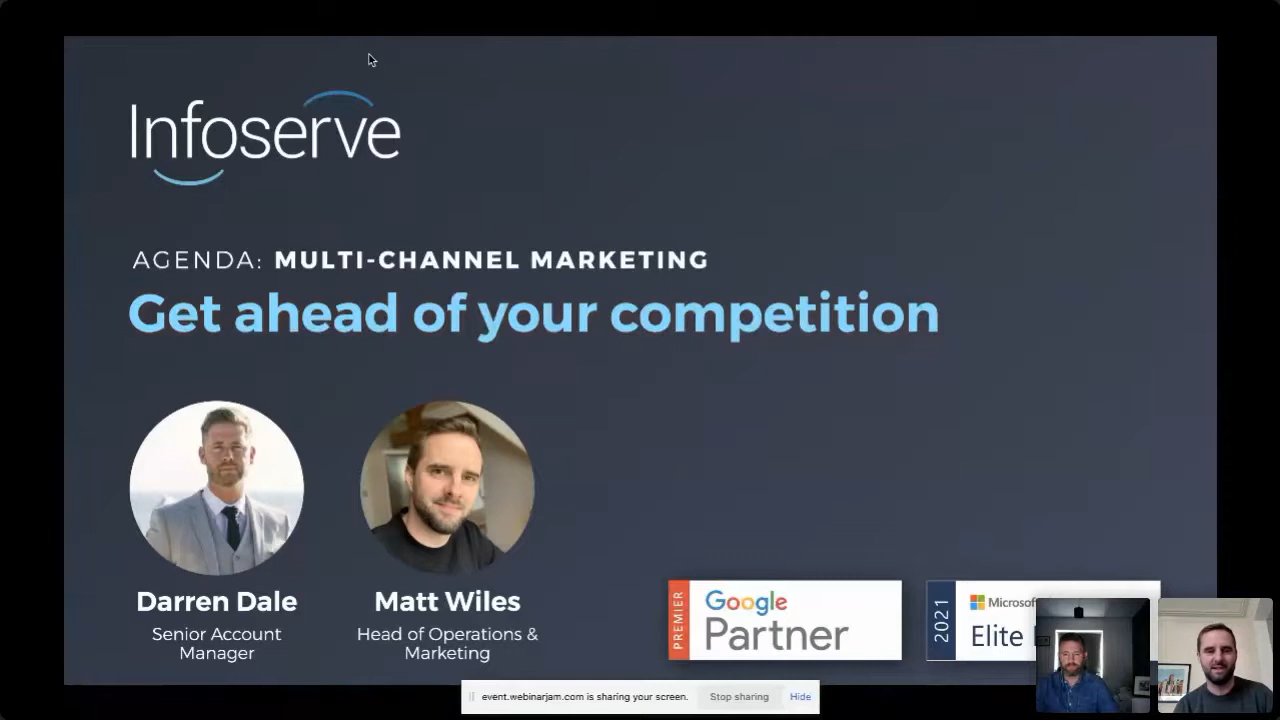 Infoserve
AGENDA: MULTI-CHANNEL MARKETING
Get ahead of your competition
Darren Dale
Senior Account
Manager
Matt Wiles
Head of Operations &
Marketing
PREMIER
Google
Partner
2021
Microsoft
Elite
event.webinarjam.com is sharing your screen.
Stop sharing
Hide